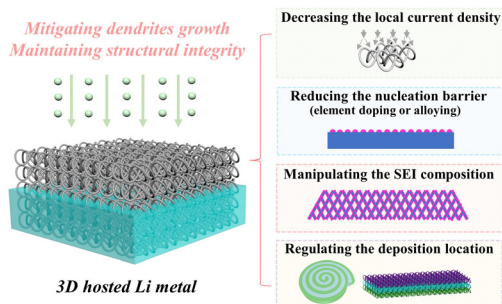 Mitigating dendrites growth
Maintaining structural integrity
3D hosted Li metal
Decreasing the local current density
Reducing the nucleation barrier
(element doping or alloying)
Manipulating the SEI composition
Regulating the deposition location